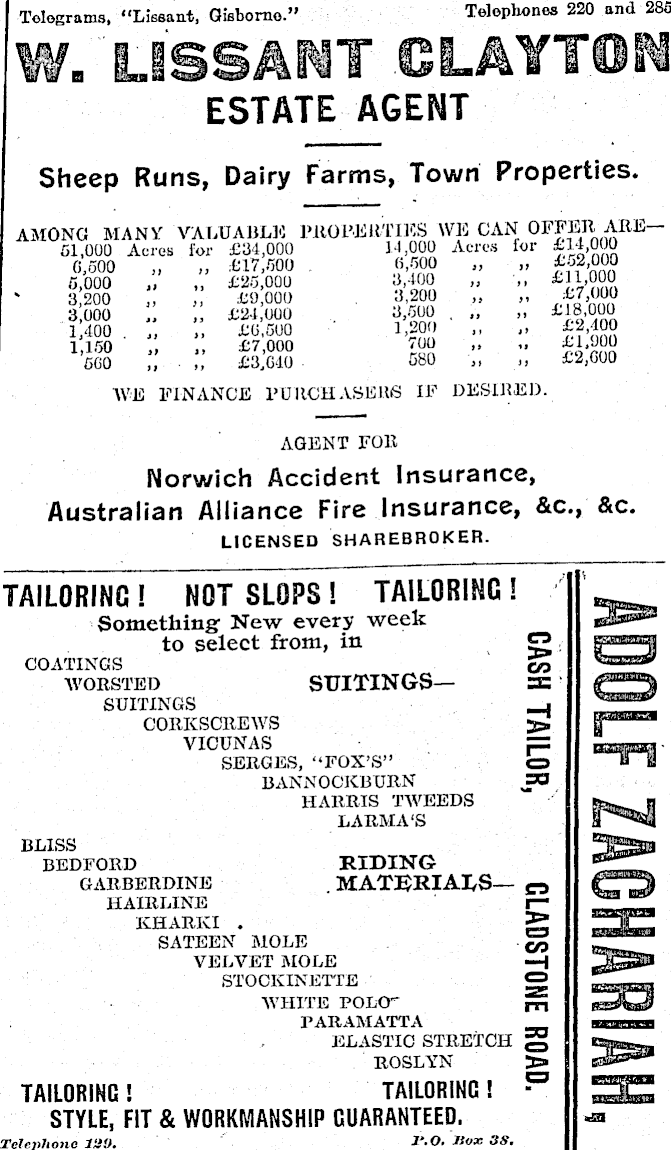 Telegrams, "Lissant, Gisborne." Telephones 220 and 285
W. LISSANT CLAYTON
ESTATE AGENT
Sheep Runs, Dairy Farms, Town Properties.
AMONG MANY VALUABLE PROPERTIES WE CAN OFFER ARE—
51,000 Acres for £34,000 14,000 Acres for £14,000
6,500 ,, ,, £17,500 6,500 ,, ,, £52,000
5,000 ,, ,, £25,000 3,400 ,, ,, £11,000
3,200 ,, ,, £9,000 3,200 ,, ,, £7,000
3,000 ,, ,, £24,000 3,500 ,, ,, £18,000
1,400 ,, ,, £6,500 1,200 ,, ,, £2,400
1,150 ,, ,, £7,000 700 ,, ,, £1,900
560 ,, ,, £3,640 580 ,, ,, £2,600
WE FINANCE PURCHASERS IF DESIRED.
AGENT FOR
Norwich Accident Insurance,
Australian Alliance Fire Insurance, &c., &c.
LICENSED SHAREBROKER.
TAILORING! NOT SLOPS! TAILORING!
Something New every week
to select from, in
COATINGS
WORSTED SUITINGS—
SUITINGS
CORKSCREWS
VICUNAS
SERGES, "FOX'S"
BANNOCKBURN
HARRIS TWEEDS
LARMA'S
BLISS
BEDFORD RIDING
GARBERDINE MATERIALS—
HAIRLINE
KHARKI
SATEEN MOLE
VELVET MOLE
STOCKINETTE
WHITE POLO
PARAMATTA
ELASTIC STRETCH
ROSLYN
TAILORING! TAILORING!
STYLE, FIT & WORKMANSHIP GUARANTEED.
Telephone 129. P.O. Box 38.
CASH TAILOR, GLADSTONE ROAD.
ADOLF ZACHARIAH,